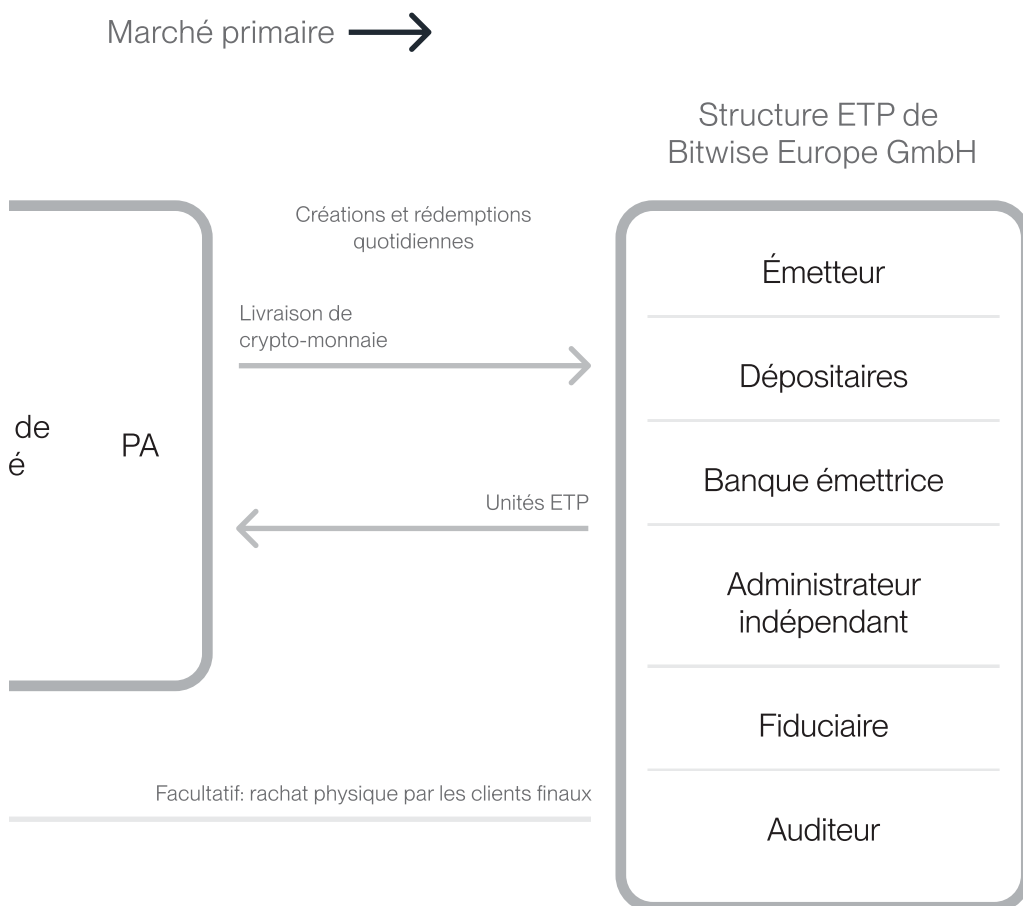 Marché primaire
Structure ETP de
Bitwise Europe GmbH
Créations et rédemptions
quotidiennes
Livraison de
crypto-monnaie
de
é
PA
Unités ETP
Facultatif: rachat physique par les clients finaux
Émetteur
Dépositaires
Banque émettrice
Administrateur
indépendant
Fiduciaire
Auditeur